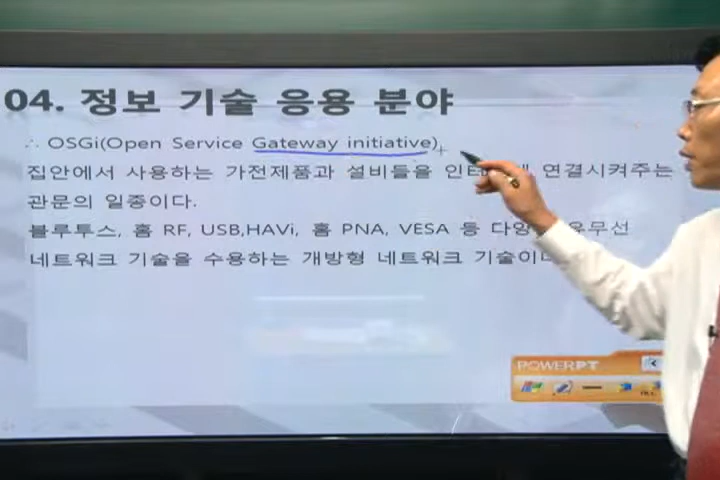 04. 정보 기술 응용 분야
∴ OSGi(Open Service Gateway initiative)
집안에서 사용하는 가전제품과 설비들을 연결시켜주는
관문의 일종이다.
블루투스, 홈 RF, USB,HAVi, 홈 PNA, VESA 등 유무선
네트워크 기술을 수용하는 개방형 네트워크
POWERPT